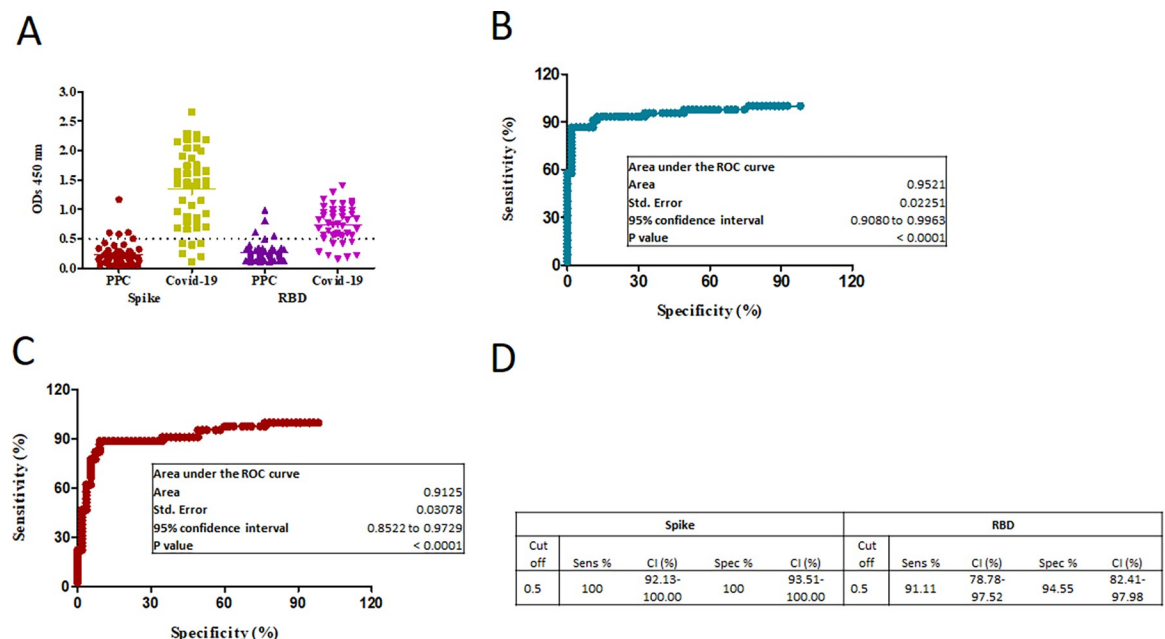 A
3.0
2.5
2.0
1.5
1.0
0.5
0.0
ODs 450 nm
PPC Covid-19 PPC Covid-19
Spike RBD
B
120
90
60
30
0
Sensitivity (%)
Area under the ROC curve
Area 0.9521
Std. Error 0.02251
95% confidence interval 0.9080 to 0.9963
P value < 0.0001
0 30 60 90 120
Specificity (%)
C
120
90
60
30
0
Sensitivity (%)
Area under the ROC curve
Area 0.9125
Std. Error 0.03078
95% confidence interval 0.8522 to 0.9729
P value < 0.0001
0 30 60 90 120
Specificity (%)
D
Spike RBD
Cut off Sens % CI (%) Spec % CI (%) Cut off Sens % CI (%) Spec % CI (%)
0.5 100 92.13-100.00 100 93.51-100.00 0.5 91.11 78.78-97.52 94.55 82.41-97.98